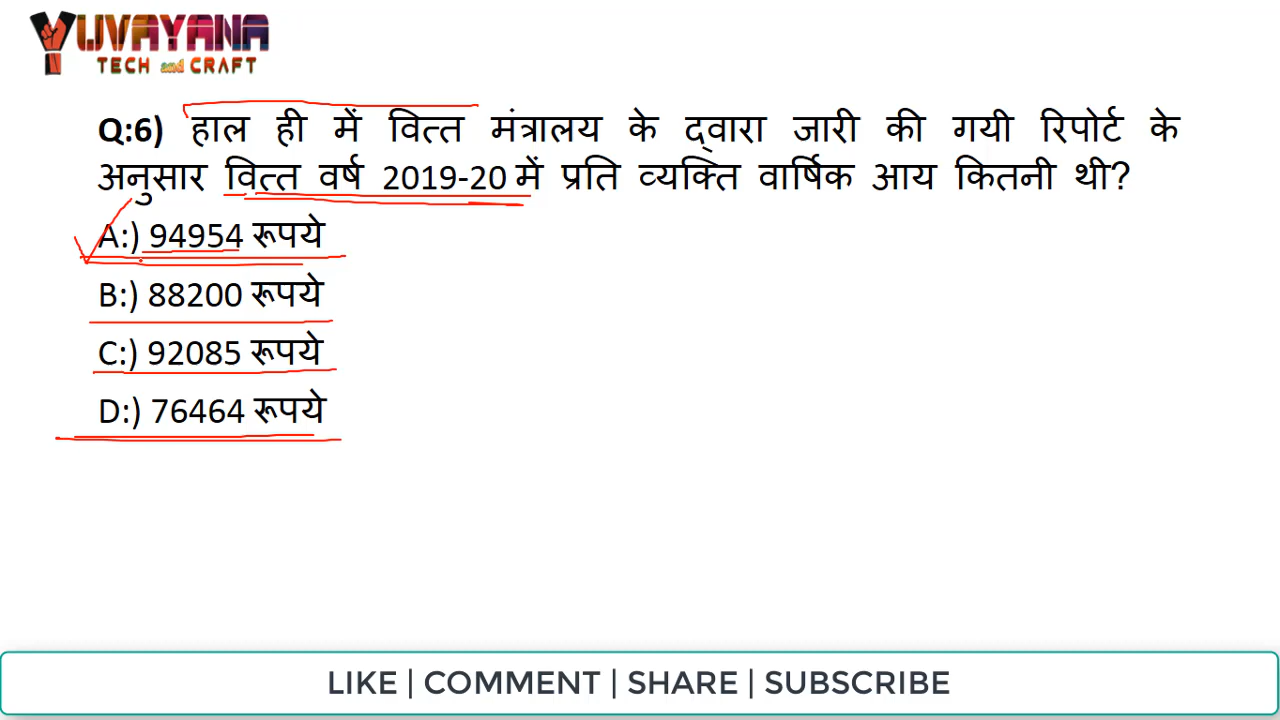 YUVAYANA
TECH and CRAFT
Q:6) हाल ही में वित्त मंत्रालय के द्वारा जारी की गयी रिपोर्ट के
अनुसार वित्त वर्ष 2019-20 में प्रति व्यक्ति वार्षिक आय कितनी थी?
A:) 94954 रूपये
B:) 88200 रूपये
C:) 92085 रूपये
D:) 76464 रूपये
LIKE | COMMENT | SHARE | SUBSCRIBE